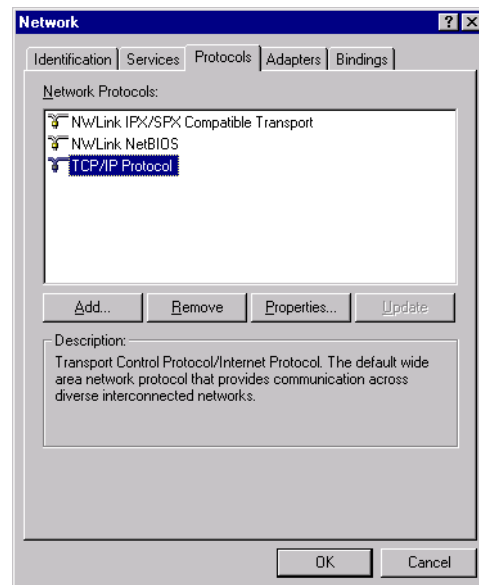 Network
Identification Services Protocols Adapters Bindings
Network Protocols:
NWLink IPX/SPX Compatible Transport
NWLink NetBIOS
TCP/IP Protocol
Add... Remove Properties... Update
Description:
Transport Control Protocol/Internet Protocol. The default wide
area network protocol that provides communication across
diverse interconnected networks.
OK Cancel